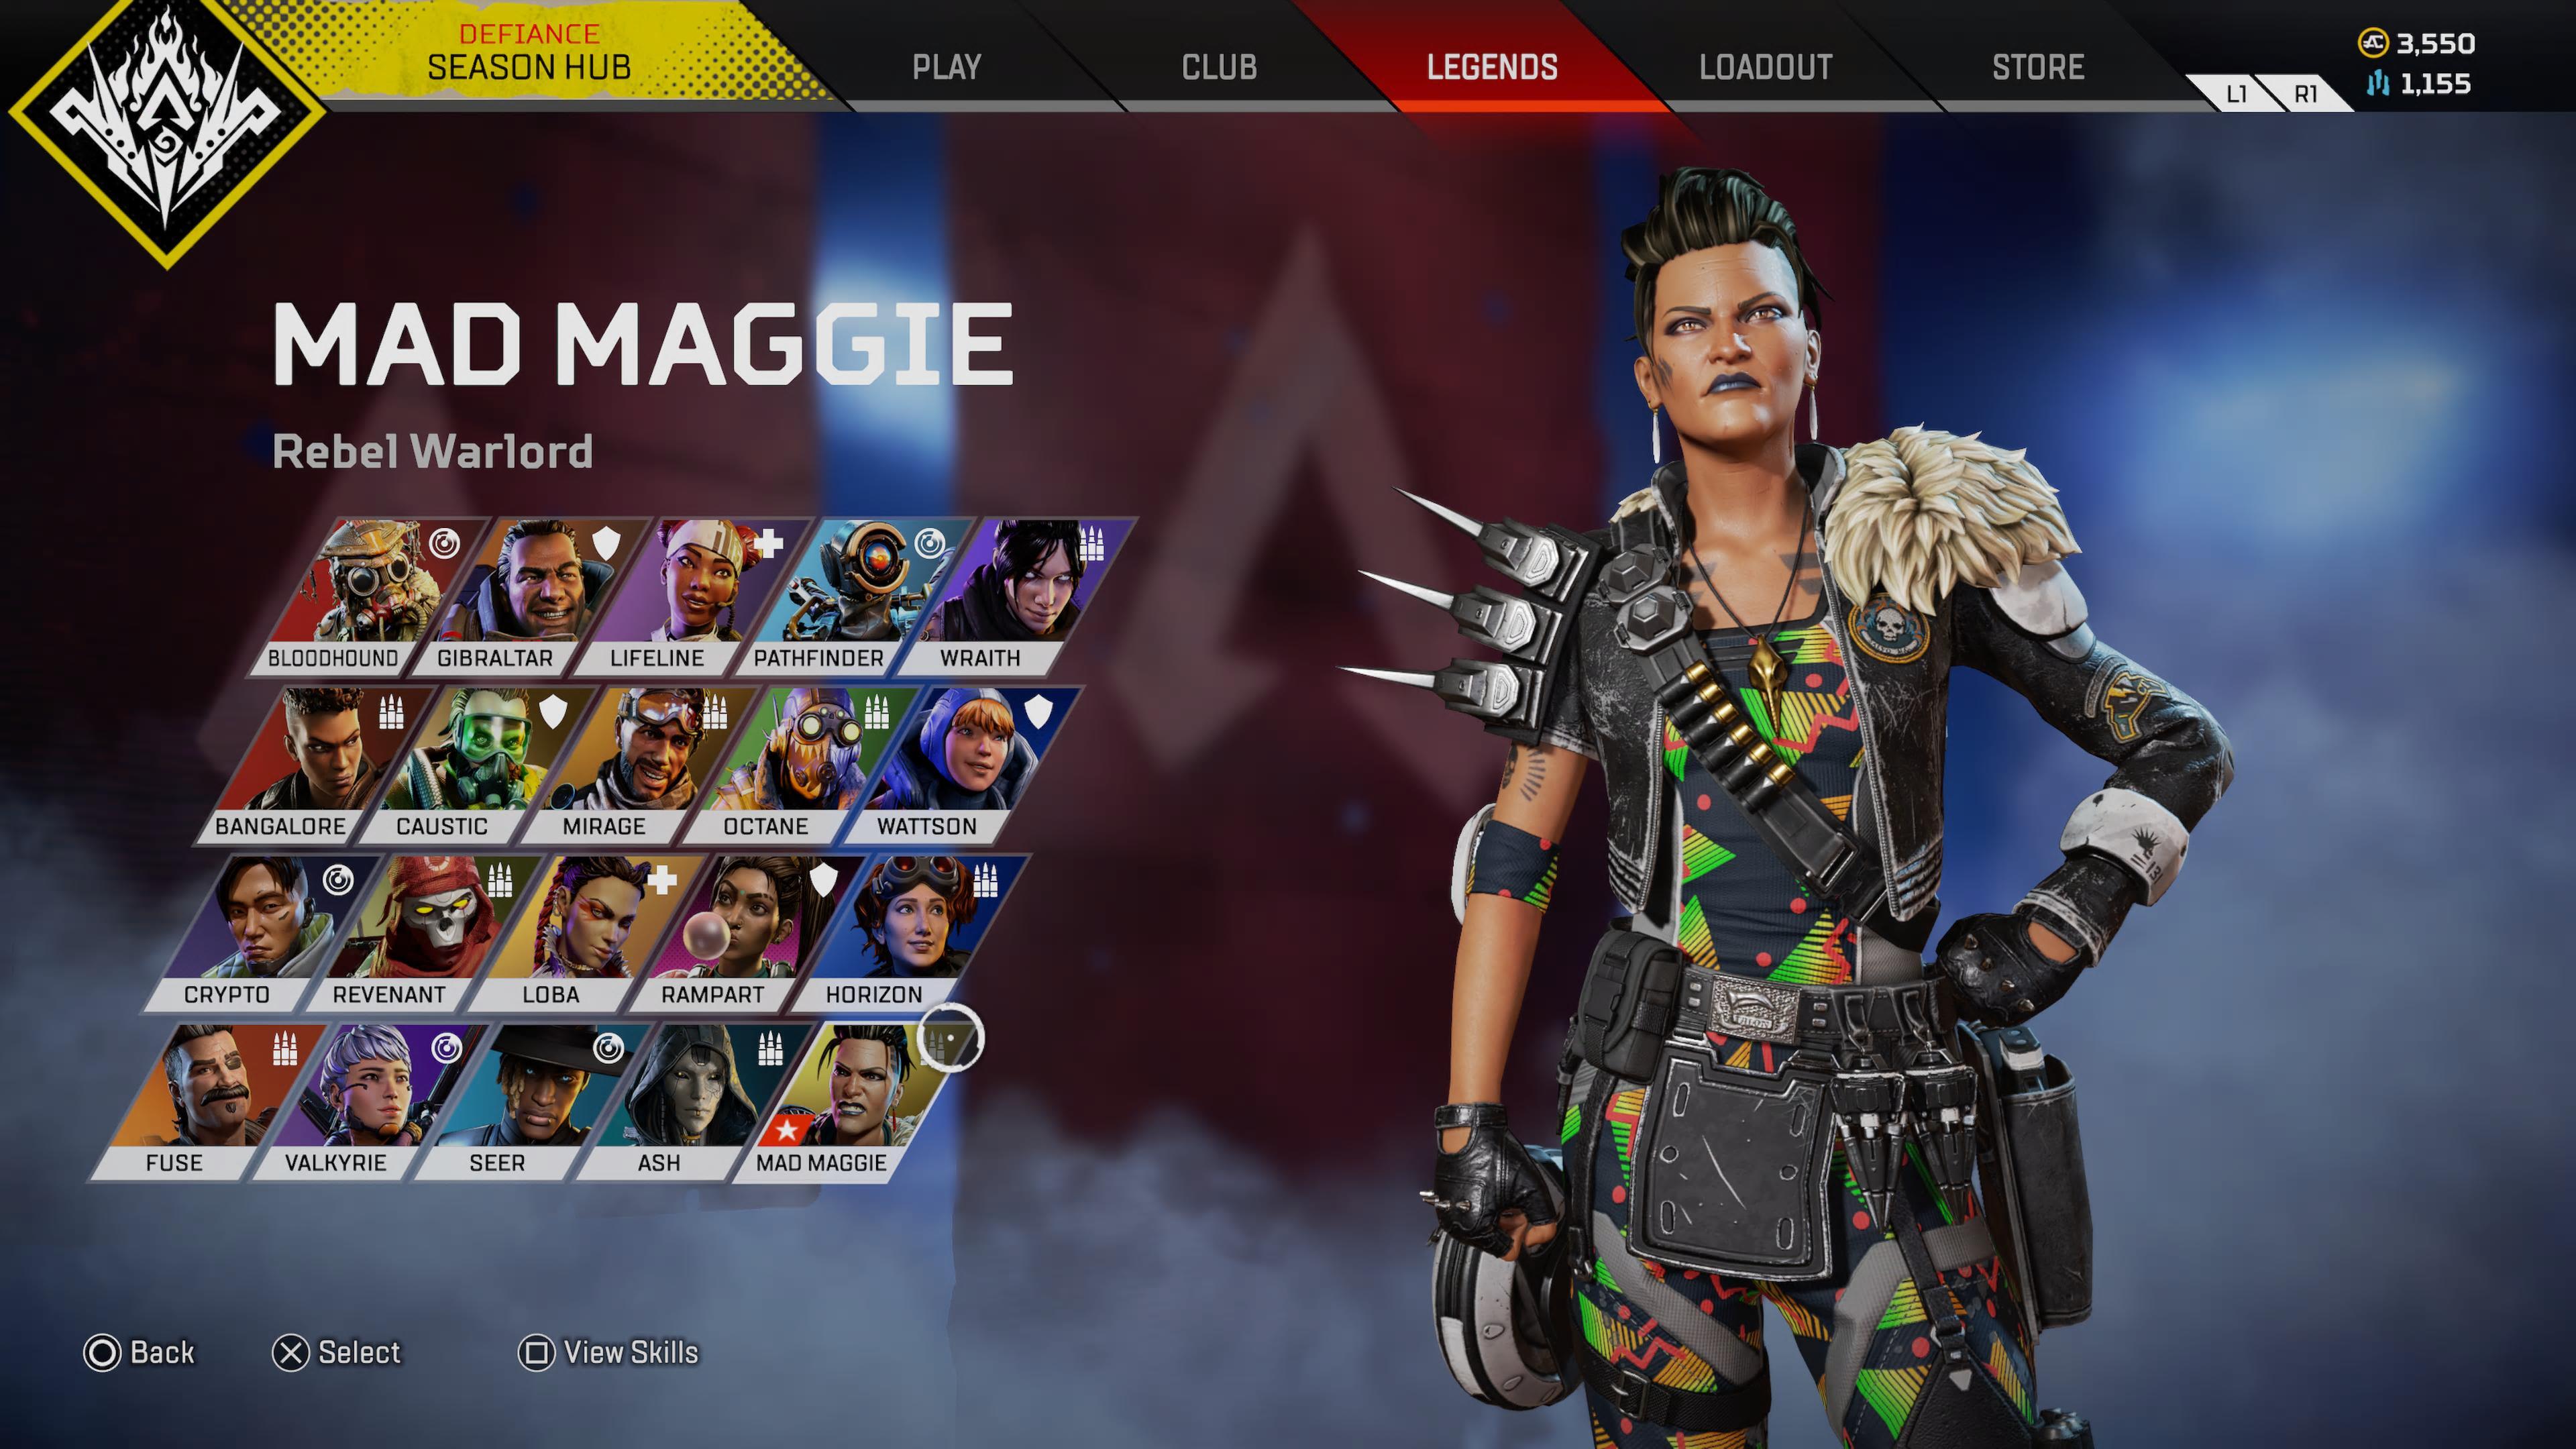 DEFIANCE
SEASON HUB
PLAY
CLUB
LEGENDS
LOADOUT
STORE
L1
R1
3,550
1,155
MAD MAGGIE
Rebel Warlord
BLOODHOUND
GIBRALTAR
LIFELINE
PATHFINDER
WRAITH
BANGALORE
CAUSTIC
MIRAGE
OCTANE
WATTSON
CRYPTO
REVENANT
LOBA
RAMPART
HORIZON
FUSE
VALKYRIE
SEER
ASH
MAD MAGGIE
Back
Select
View Skills